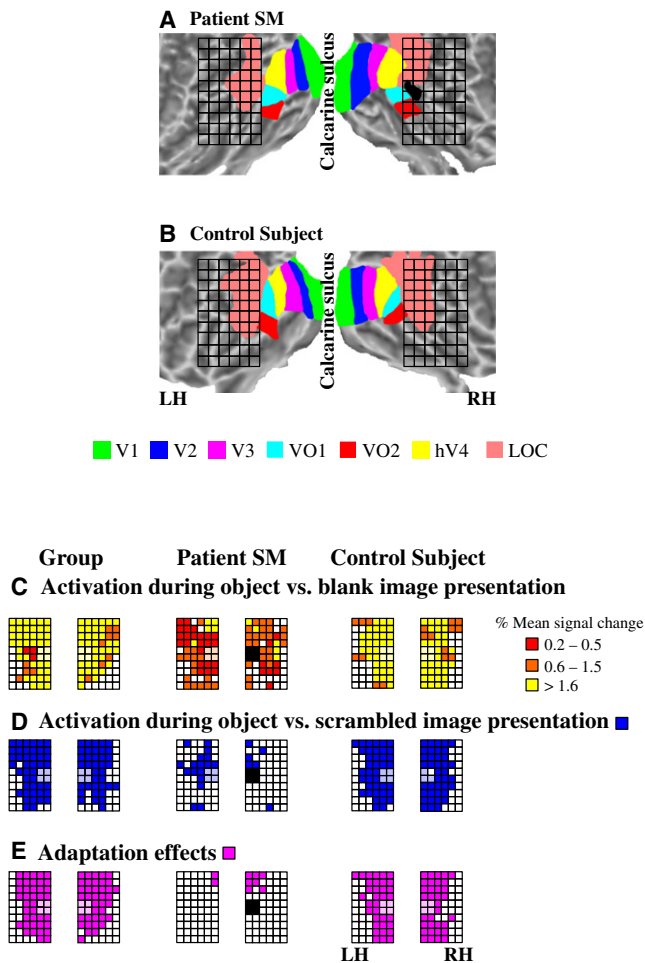 A Patient SM
Calcarine sulcus
B Control Subject
Calcarine sulcus
LH RH
V1 V2 V3 VO1 VO2 hV4 LOC
Group Patient SM Control Subject
C Activation during object vs. blank image presentation
% Mean signal change
0.2 – 0.5
0.6 – 1.5
> 1.6
D Activation during object vs. scrambled image presentation
E Adaptation effects
LH RH